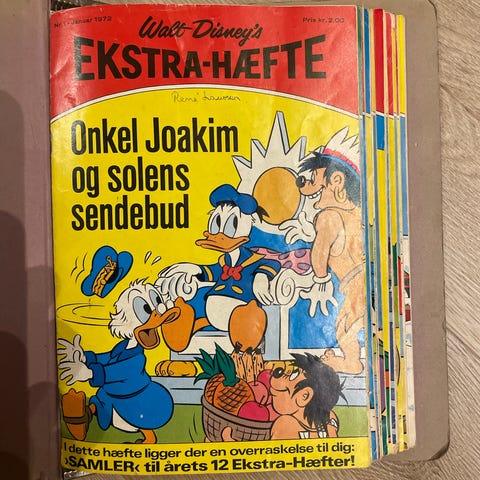 Nr. 1 · Januar 1972
Pris kr. 2.00
Walt Disney's
EKSTRA-HÆFTE
René
Onkel Joakim
og solens
sendebud
I dette hæfte ligger der en overraskelse til dig:
›SAMLER‹ til årets 12 Ekstra-Hæfter!